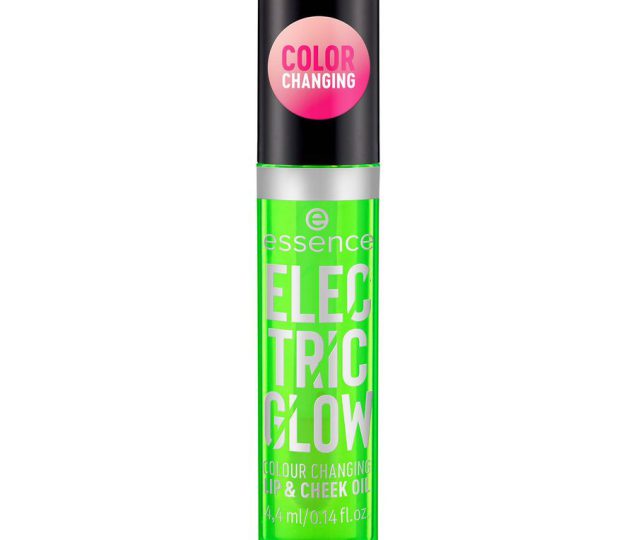 COLOR
CHANGING
e
essence
ELEC
TRIC
GLOW
COLOUR CHANGING
LIP & CHEEK OIL
4,4 ml/0.14 fl.oz.